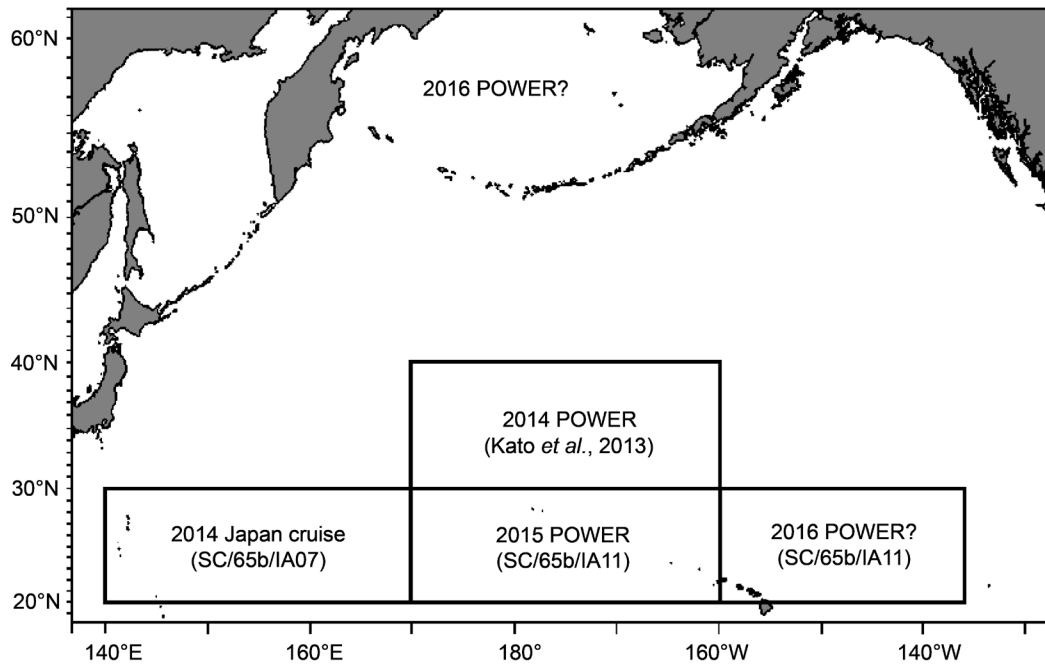 60°N
2016 POWER?
50°N
40°N
2014 POWER
(Kato et al., 2013)
30°N
2014 Japan cruise
(SC/65b/IA07)
2015 POWER
(SC/65b/IA11)
2016 POWER?
(SC/65b/IA11)
20°N
140°E
160°E
180°
160°W
140°W